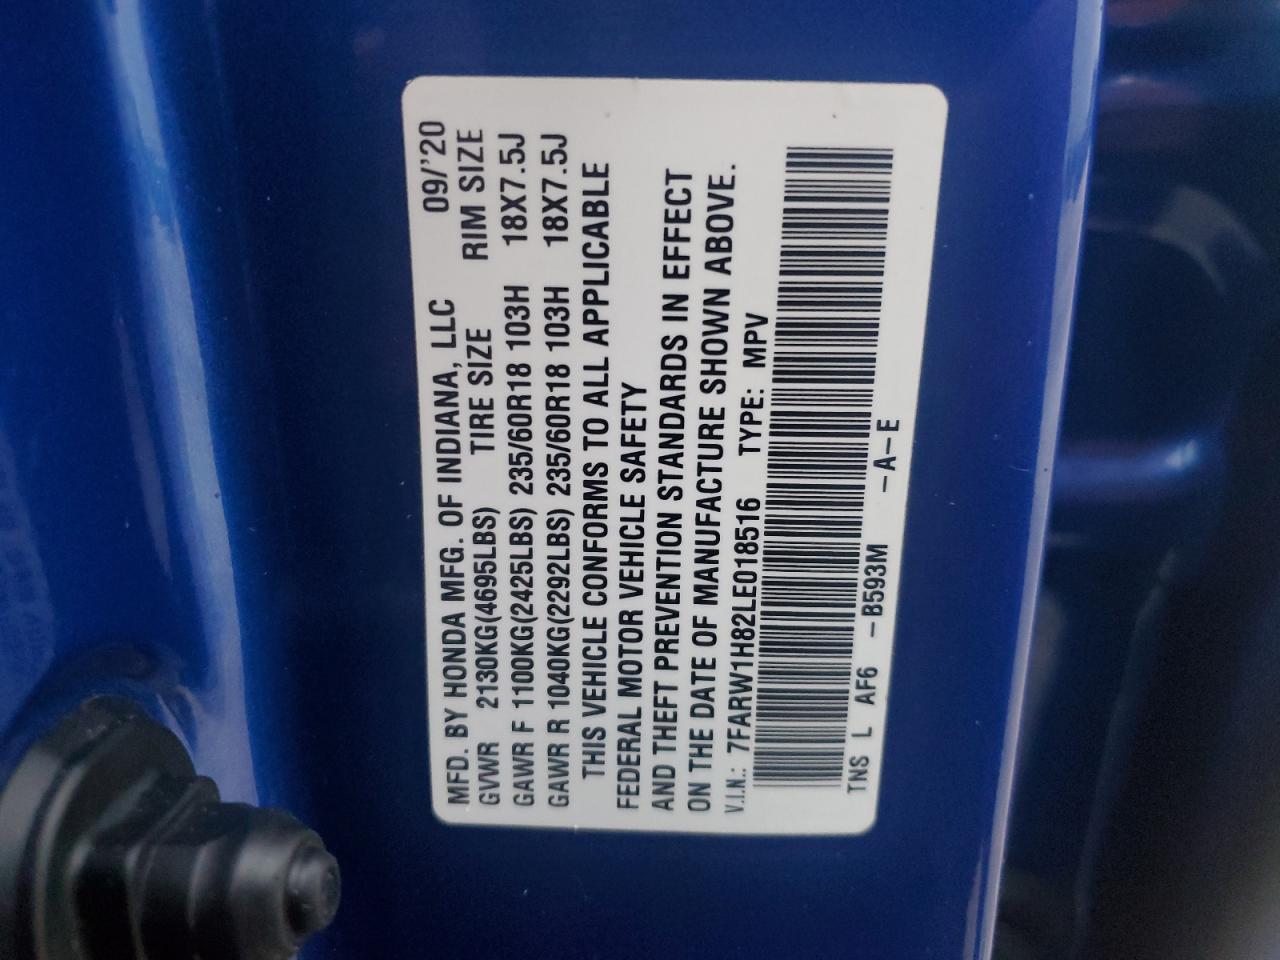 MFD. BY HONDA MFG. OF INDIANA, LLC 09/'20
GVWR 2130KG(4695LBS) TIRE SIZE RIM SIZE
GAWR F 1100KG(2425LBS) 235/60R18 103H 18X7.5J
GAWR R 1040KG(2292LBS) 235/60R18 103H 18X7.5J
THIS VEHICLE CONFORMS TO ALL APPLICABLE
FEDERAL MOTOR VEHICLE SAFETY
AND THEFT PREVENTION STANDARDS IN EFFECT
ON THE DATE OF MANUFACTURE SHOWN ABOVE.
V.I.N.: 7FARW1H82LE018516 TYPE: MPV
TNS L AF6 -B593M -A-E